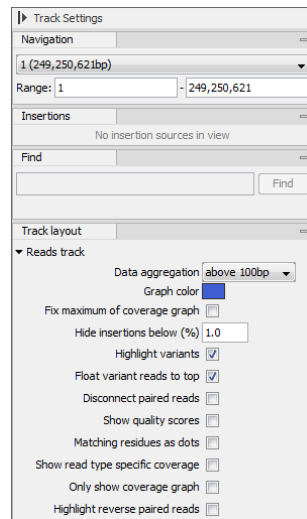 Track Settings
Navigation
1 (249,250,621bp)
Range: 1 - 249,250,621
Insertions
No insertion sources in view
Find
Find
Track layout
Reads track
Data aggregation above 100bp
Graph color
Fix maximum of coverage graph
Hide insertions below (%) 1.0
Highlight variants
Float variant reads to top
Disconnect paired reads
Show quality scores
Matching residues as dots
Show read type specific coverage
Only show coverage graph
Highlight reverse paired reads